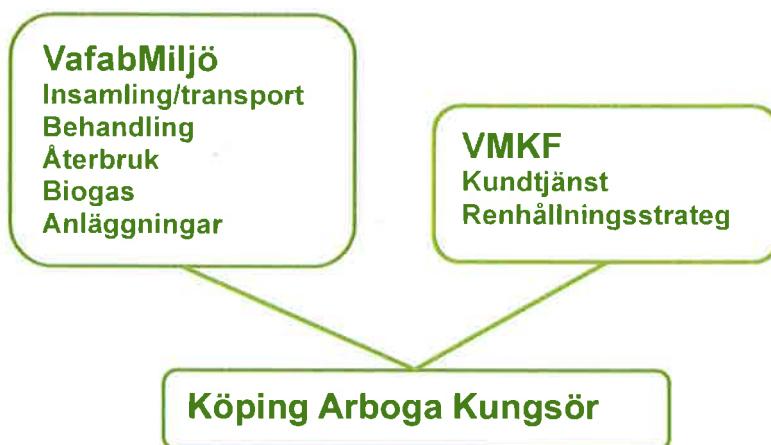 VafabMiljö
Insamling/transport
Behandling
Återbruk
Biogas
Anläggningar
VMKF
Kundtjänst
Renhållningsstrateg
Köping Arboga Kungsör